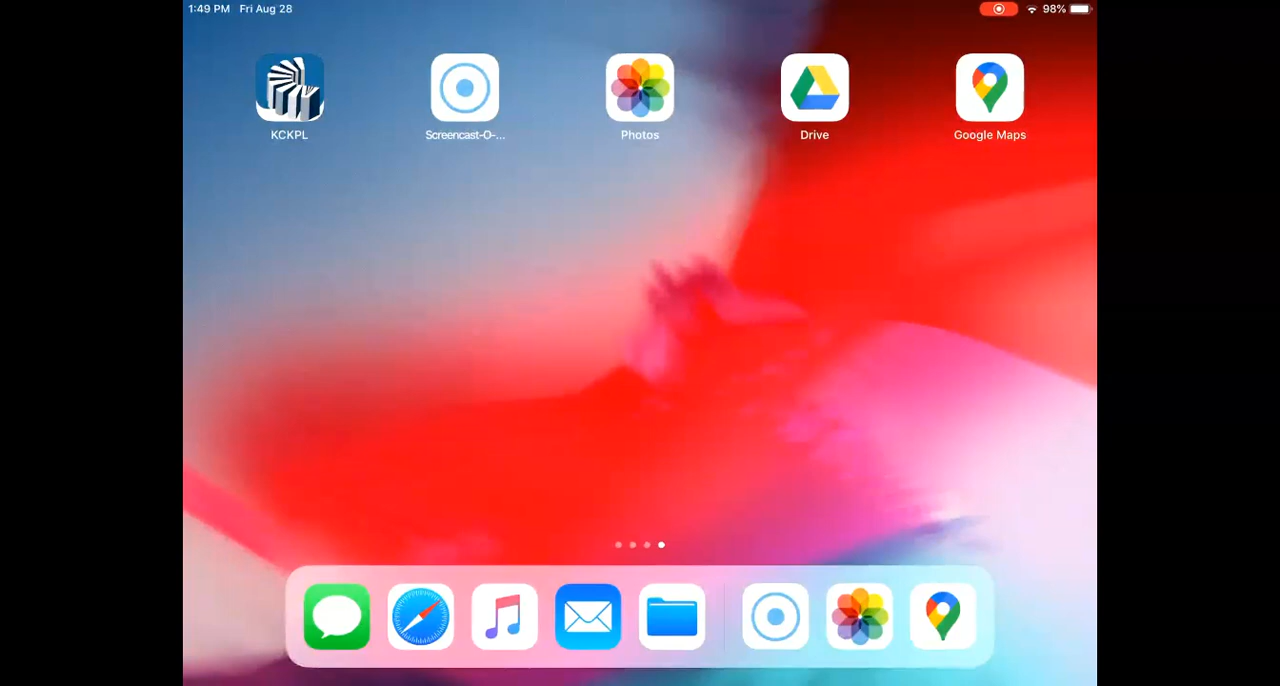 1:49 PM Fri Aug 28
98%
KCKPL
Screencast-O-...
Photos
Drive
Google Maps